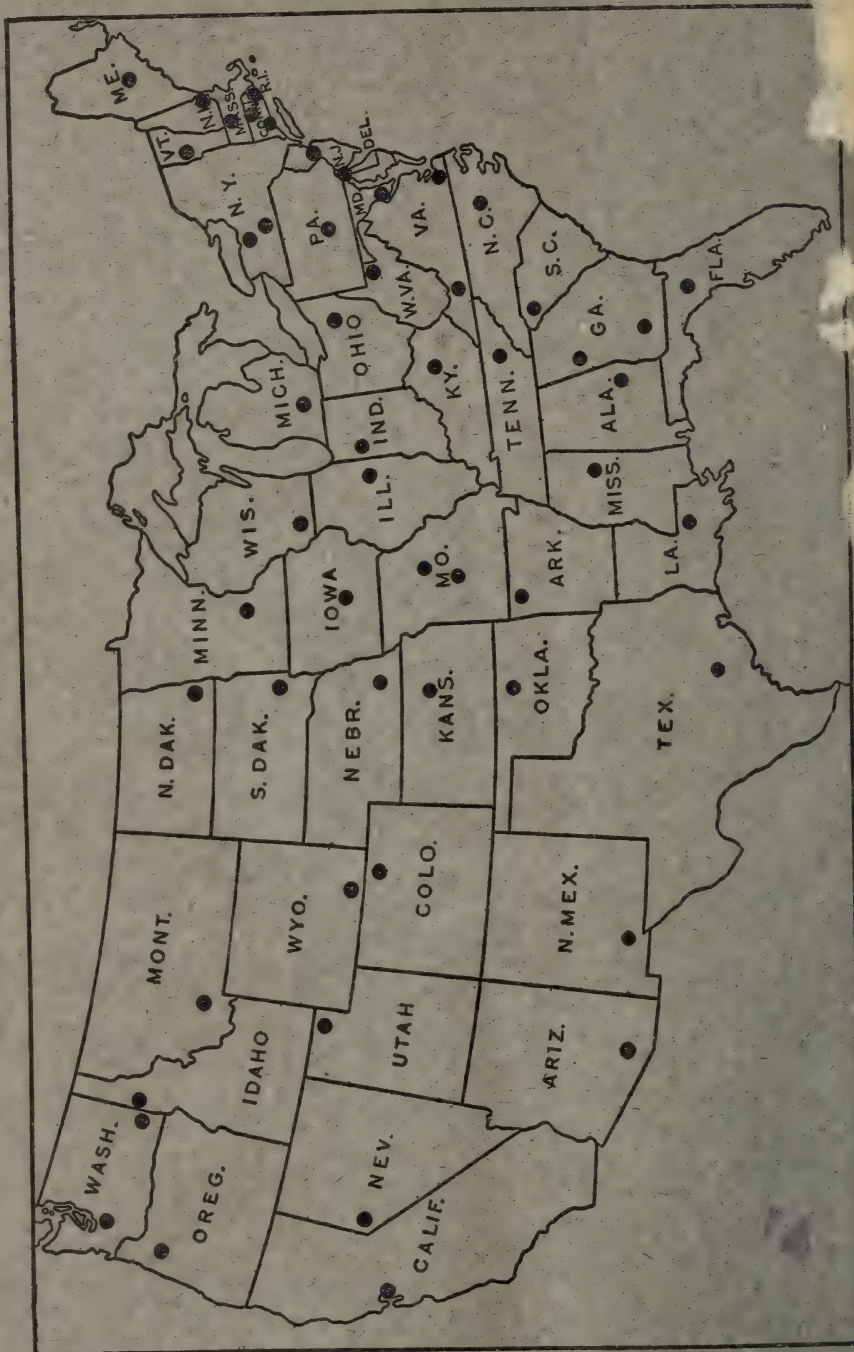 WASH.
OREG.
CALIF.
NEV.
IDAHO
MONT.
WYO.
UTAH
ARIZ.
COLO.
N.MEX.
N. DAK.
S. DAK.
NEBR.
KANS.
OKLA.
TEX.
MINN.
IOWA
MO.
ARK.
LA.
WIS.
ILL.
MICH.
IND.
OHIO
KY.
TENN.
MISS.
ALA.
GA.
FLA.
S.C.
N.C.
VA.
W.VA.
PA.
N.Y.
MD.
DEL.
N.J.
VT.
ME.
MASS.
R.I.